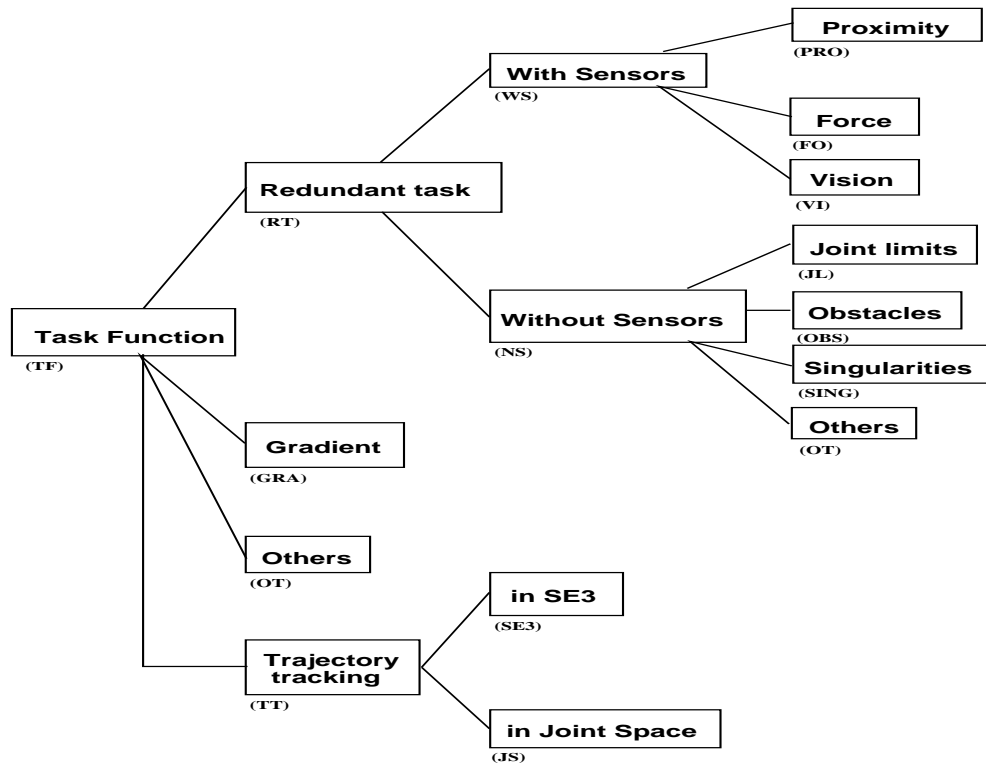 Proximity
(PRO)
With Sensors
(WS)
Force
(FO)
Vision
(VI)
Redundant task
(RT)
Joint limits
(JL)
Without Sensors
(NS)
Obstacles
(OBS)
Singularities
(SING)
Others
(OT)
Task Function
(TF)
Gradient
(GRA)
Others
(OT)
in SE3
(SE3)
Trajectory
tracking
(TT)
in Joint Space
(JS)